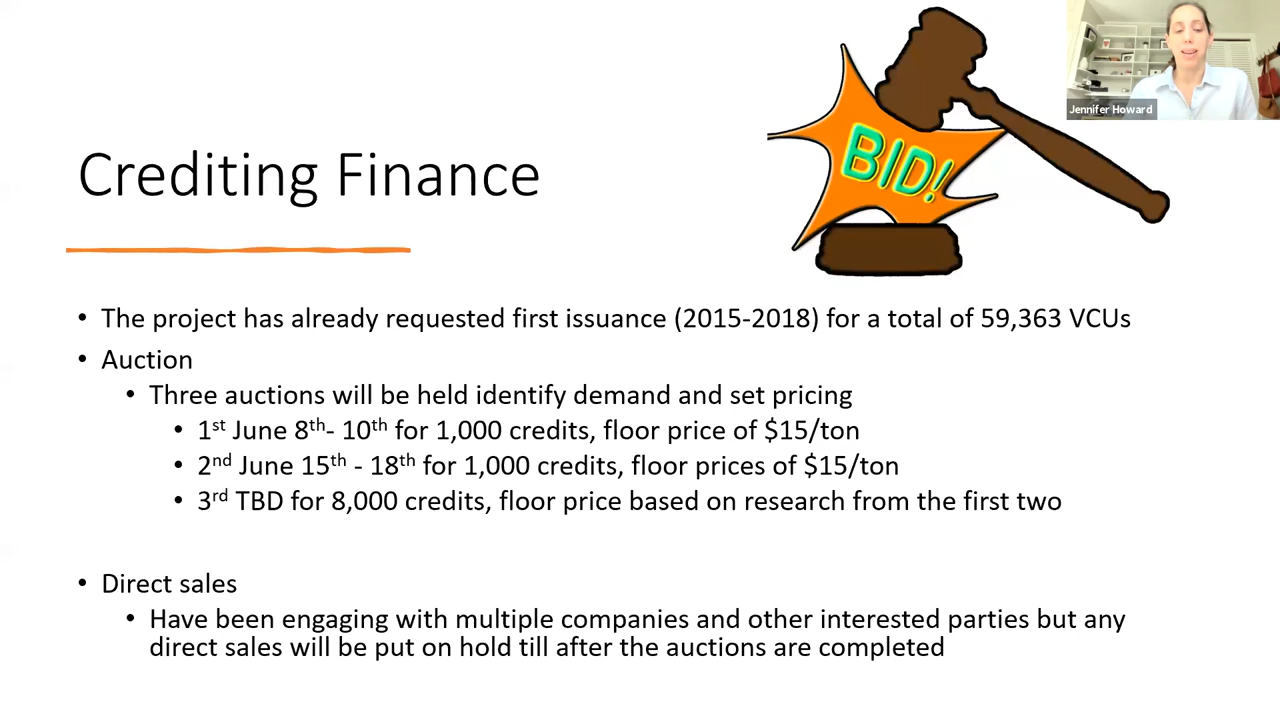 BID!
Jennifer Howard
Crediting Finance
• The project has already requested first issuance (2015-2018) for a total of 59,363 VCUs
• Auction
• Three auctions will be held identify demand and set pricing
• 1st June 8th- 10th for 1,000 credits, floor price of $15/ton
• 2nd June 15th - 18th for 1,000 credits, floor prices of $15/ton
• 3rd TBD for 8,000 credits, floor price based on research from the first two
• Direct sales
• Have been engaging with multiple companies and other interested parties but any
direct sales will be put on hold till after the auctions are completed